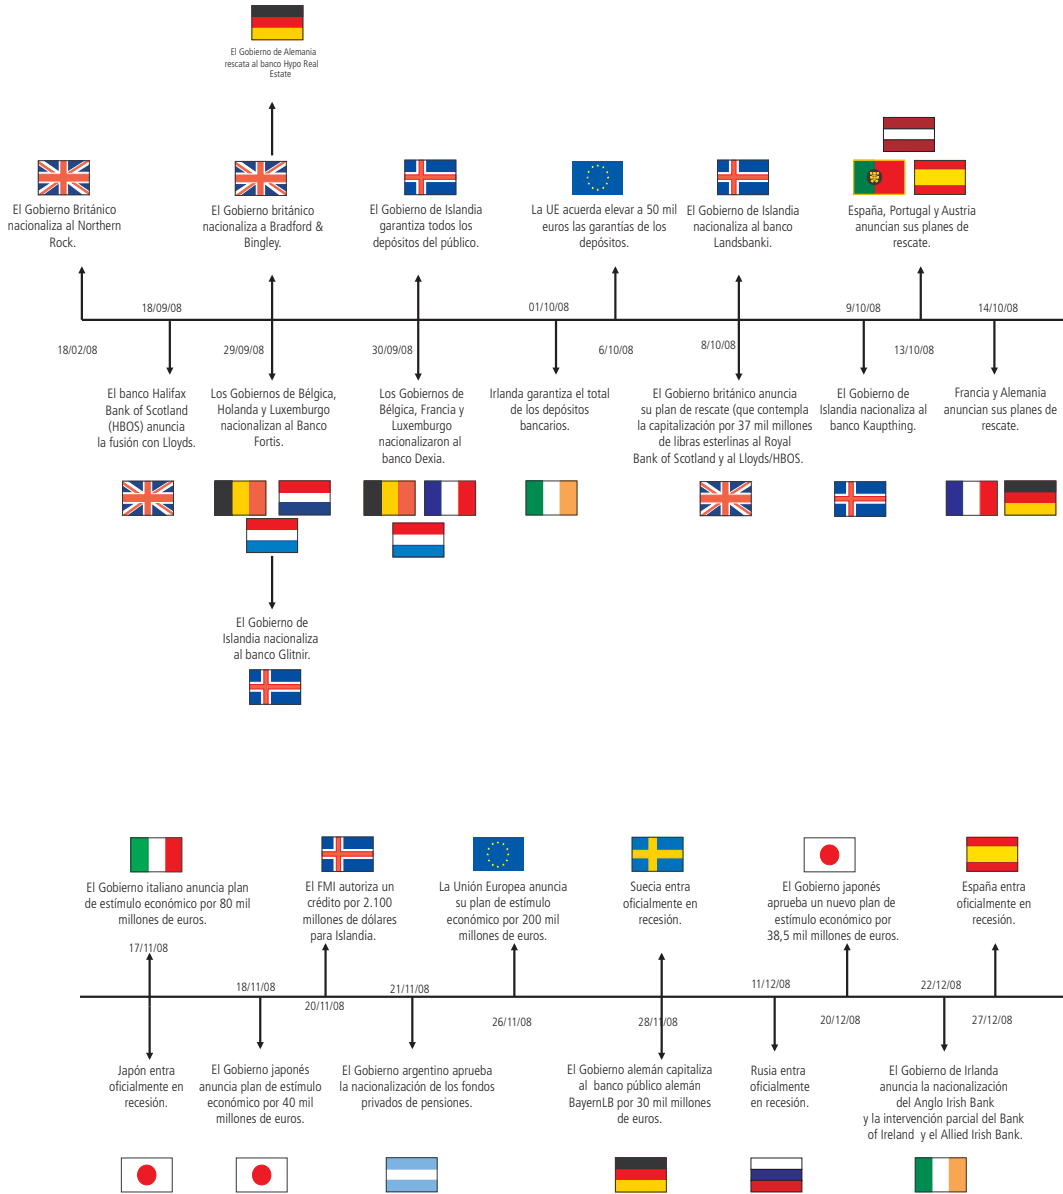 El Gobierno de Alemania
rescata al banco Hypo Real
Estate
El Gobierno Británico
nacionaliza al Northern
Rock.
El Gobierno británico
nacionaliza a Bradford &
Bingley.
El Gobierno de Islandia
garantiza todos los
depósitos del público.
La UE acuerda elevar a 50 mil
euros las garantías de los
depósitos.
El Gobierno de Islandia
nacionaliza al banco
Landsbanki.
España, Portugal y Austria
anuncian sus planes de
rescate.
18/09/08
01/10/08
9/10/08
14/10/08
18/02/08
29/09/08
30/09/08
6/10/08
8/10/08
13/10/08
El banco Halifax
Bank of Scotland
(HBOS) anuncia
la fusión con Lloyds.
Los Gobiernos de Bélgica,
Holanda y Luxemburgo
nacionalizan al Banco
Fortis.
Los Gobiernos de
Bélgica, Francia y
Luxemburgo
nacionalizaron al
banco Dexia.
Irlanda garantiza el total
de los depósitos
bancarios.
El Gobierno británico anuncia
su plan de rescate (que contempla
la capitalización por 37 mil millones
de libras esterlinas al Royal
Bank of Scotland y al Lloyds/HBOS.
El Gobierno de
Islandia nacionaliza al
banco Kaupthing.
Francia y Alemania
anuncian sus planes de
rescate.
El Gobierno de
Islandia nacionaliza
al banco Glitnir.
El Gobierno italiano anuncia plan
de estímulo económico por 80 mil
millones de euros.
El FMI autoriza un
crédito por 2.100
millones de dólares
para Islandia.
La Unión Europea anuncia
su plan de estímulo
económico por 200 mil
millones de euros.
Suecia entra
oficialmente en
recesión.
El Gobierno japonés
aprueba un nuevo plan de
estímulo económico por
38,5 mil millones de euros.
España entra
oficialmente en
recesión.
17/11/08
18/11/08
20/11/08
21/11/08
26/11/08
28/11/08
11/12/08
20/12/08
22/12/08
27/12/08
Japón entra
oficialmente en
recesión.
El Gobierno japonés
anuncia plan de estímulo
económico por 40 mil
millones de euros.
El Gobierno argentino aprueba
la nacionalización de los fondos
privados de pensiones.
El Gobierno alemán capitaliza
al banco público alemán
BayernLB por 30 mil millones
de euros.
Rusia entra
oficialmente
en recesión.
El Gobierno de Irlanda
anuncia la nacionalización
del Anglo Irish Bank
y la intervención parcial del Bank
of Ireland y el Allied Irish Bank.